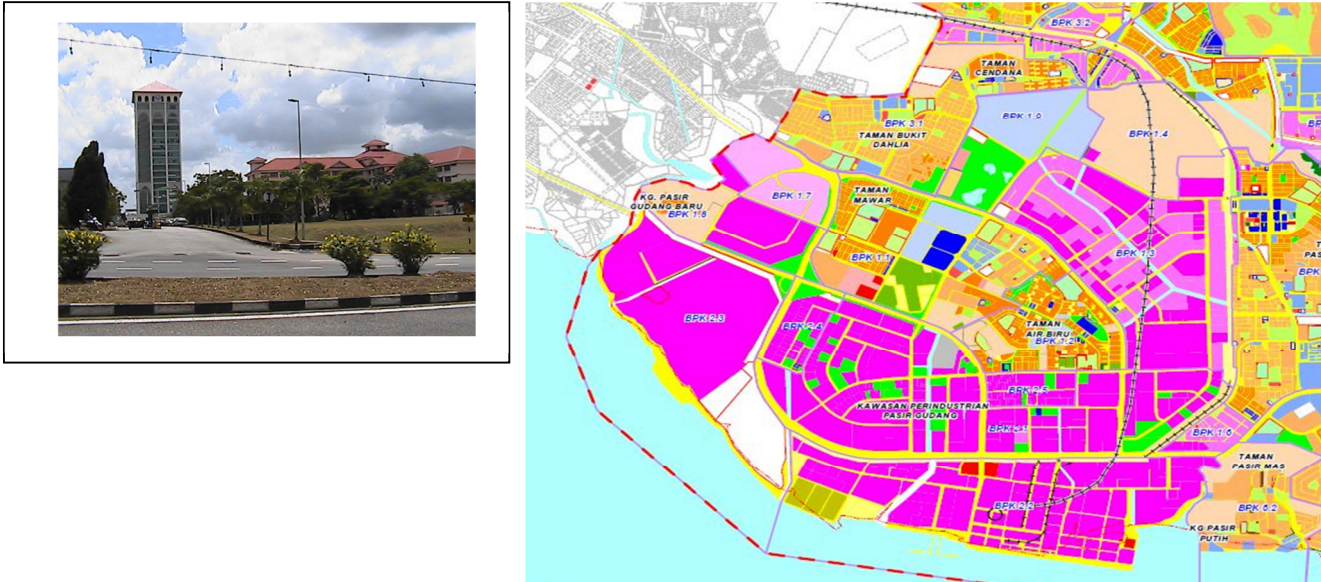 BPK 3.2
TAMAN
CENDANA
BPK 1.9
BPK 3.1
TAMAN BUKIT
DAHLIA
BPK 1.4
KG. PASIR
GUDANG BARU
BPK 1.8
BPK 1.7
TAMAN
MAWAR
BPK 1.1
BPK 1.3
BPK 2.3
BPK 2.4
TAMAN
AIR BIRU
BPK 1.2
BPK 2.5
KAWASAN PERINDUSTRIAN
PASIR GUDANG
BPK 2.1
BPK 1.6
TAMAN
PASIR MAS
BPK 2.2
BPK 6.2
KG PASIR
PUTIH